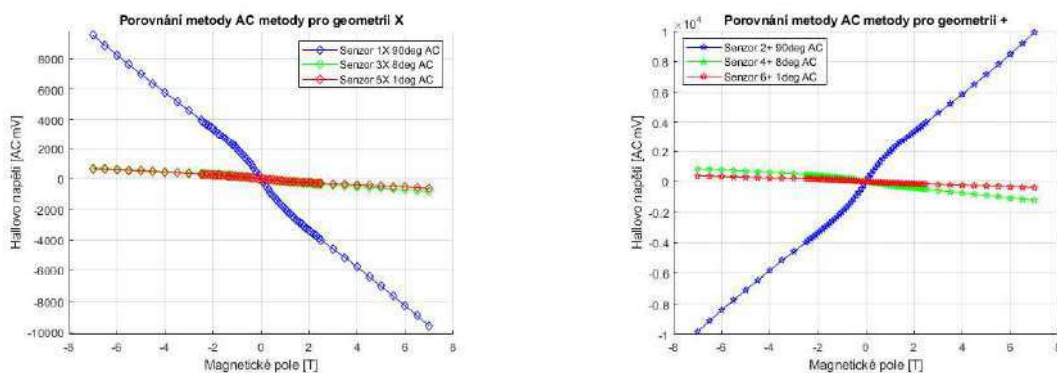 Porovnání metody AC metody pro geometrii X
Hallovo napětí [AC mV]
8000
6000
4000
2000
0
-2000
-4000
-6000
-8000
-10000
Senzor 1X 90deg AC
Senzor 3X 8deg AC
Senzor 5X 1deg AC
-8 -6 -4 -2 0 2 4 6 8
Magnetické pole [T]
Porovnání metody AC metody pro geometrii +
×10⁴
Hallovo napětí [AC mV]
1
0.8
0.6
0.4
0.2
0
-0.2
-0.4
-0.6
-0.8
-1
Senzor 2+ 90deg AC
Senzor 4+ 8deg AC
Senzor 6+ 1deg AC
-8 -6 -4 -2 0 2 4 6 8
Magnetické pole [T]